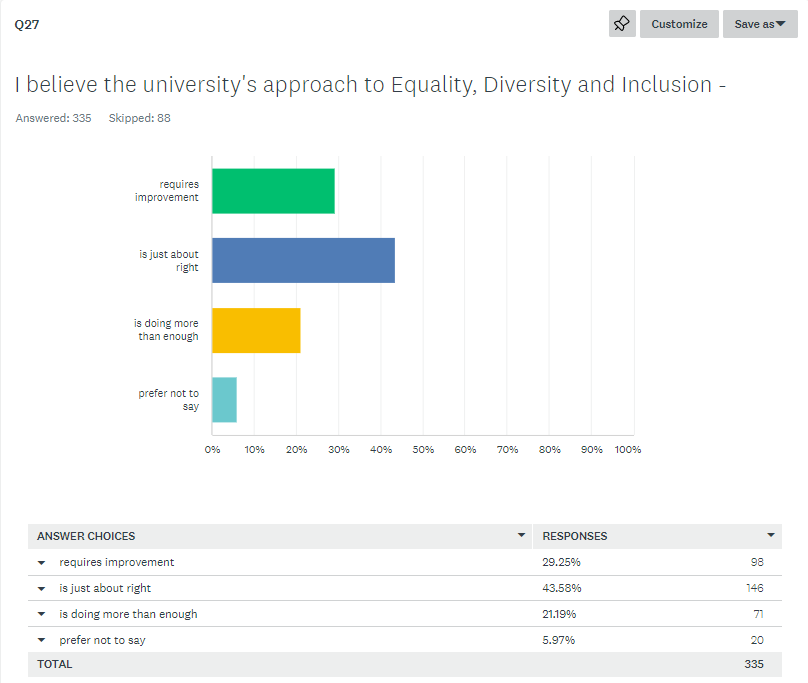 Q27
Customize
Save as
I believe the university's approach to Equality, Diversity and Inclusion -
Answered: 335 Skipped: 88
requires
improvement
is just about
right
is doing more
than enough
prefer not to
say
0% 10% 20% 30% 40% 50% 60% 70% 80% 90% 100%
ANSWER CHOICES RESPONSES
requires improvement 29.25% 98
is just about right 43.58% 146
is doing more than enough 21.19% 71
prefer not to say 5.97% 20
TOTAL 335